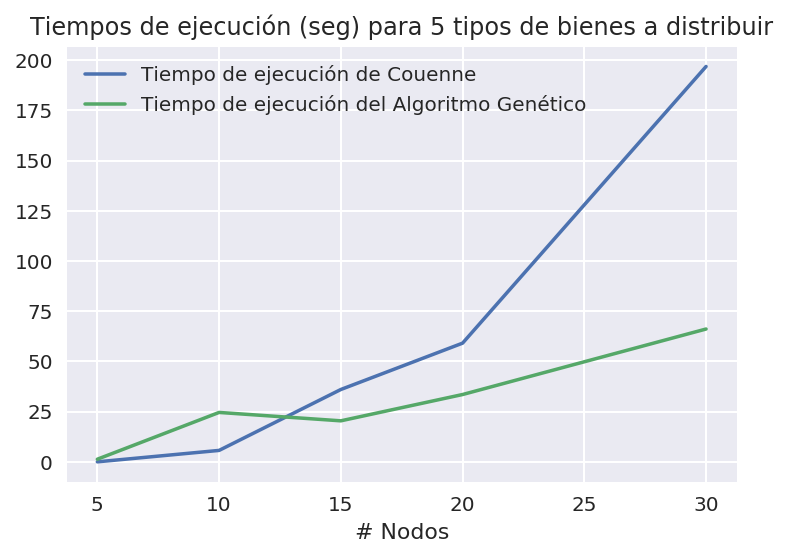 Tiempos de ejecución (seg) para 5 tipos de bienes a distribuir
Tiempo de ejecución de Couenne
Tiempo de ejecución del Algoritmo Genético
200
175
150
125
100
75
50
25
0
5 10 15 20 25 30
# Nodos